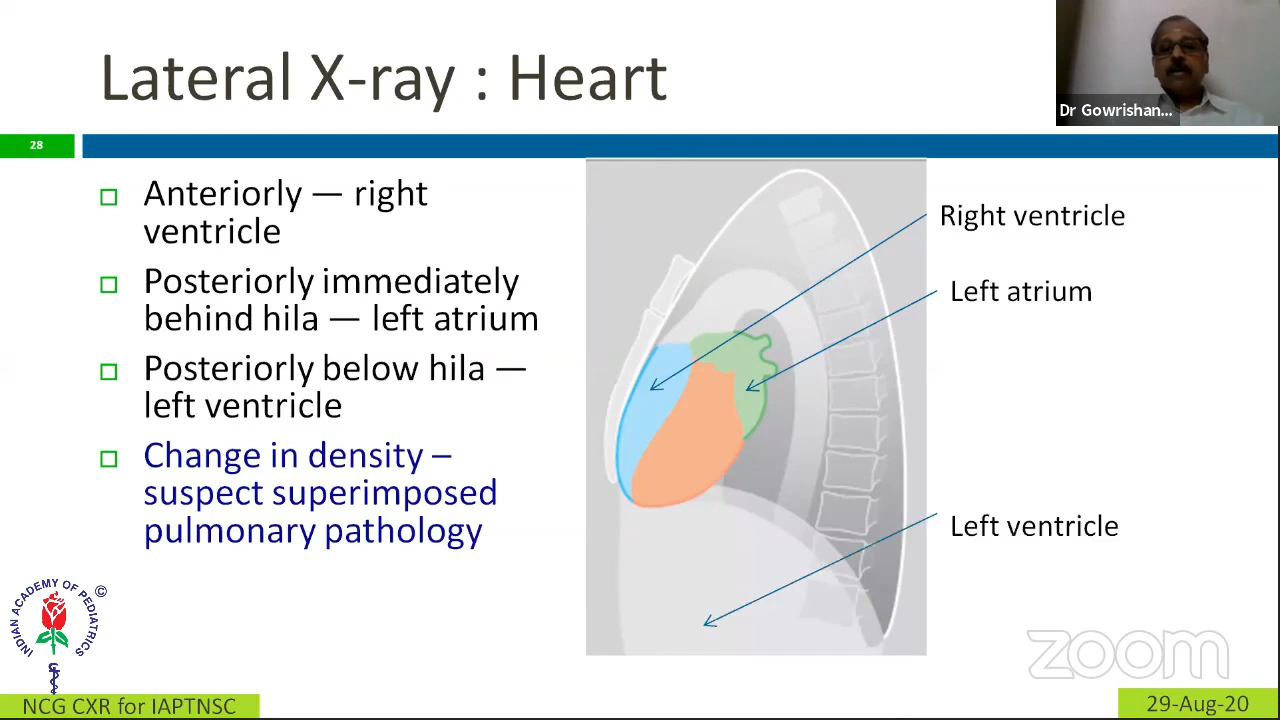 Lateral X-ray : Heart
Dr Gowrishan...
28
Anteriorly — right
ventricle
Posteriorly immediately
behind hila — left atrium
Posteriorly below hila —
left ventricle
Change in density –
suspect superimposed
pulmonary pathology
Right ventricle
Left atrium
Left ventricle
INDIAN ACADEMY OF PEDIATRICS
©
zoom
NCG CXR for IAPTNSC
29-Aug-20